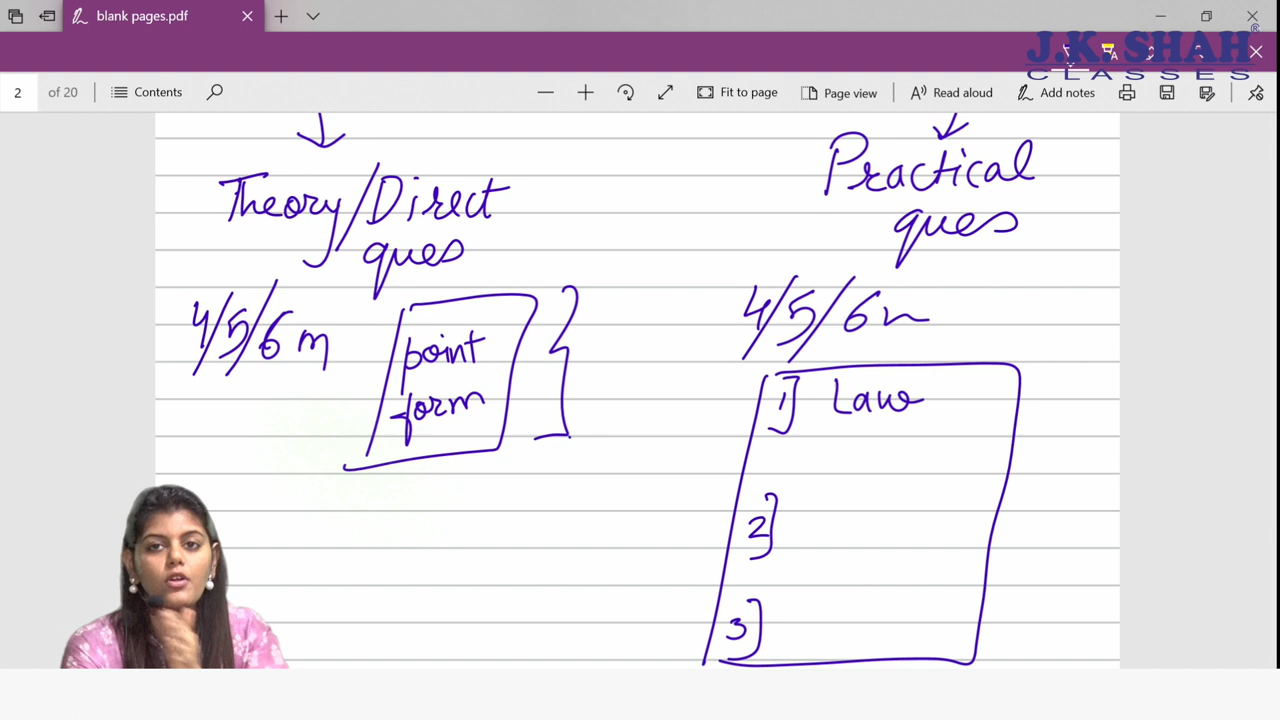 blank pages.pdf
J.K. SHAH®
CLASSES
2 of 20 Contents Fit to page Page view Read aloud Add notes
Theory/Direct
ques
4/5/6 m
point
form
Practical
ques
4/5/6 m
1] Law
2]
3]